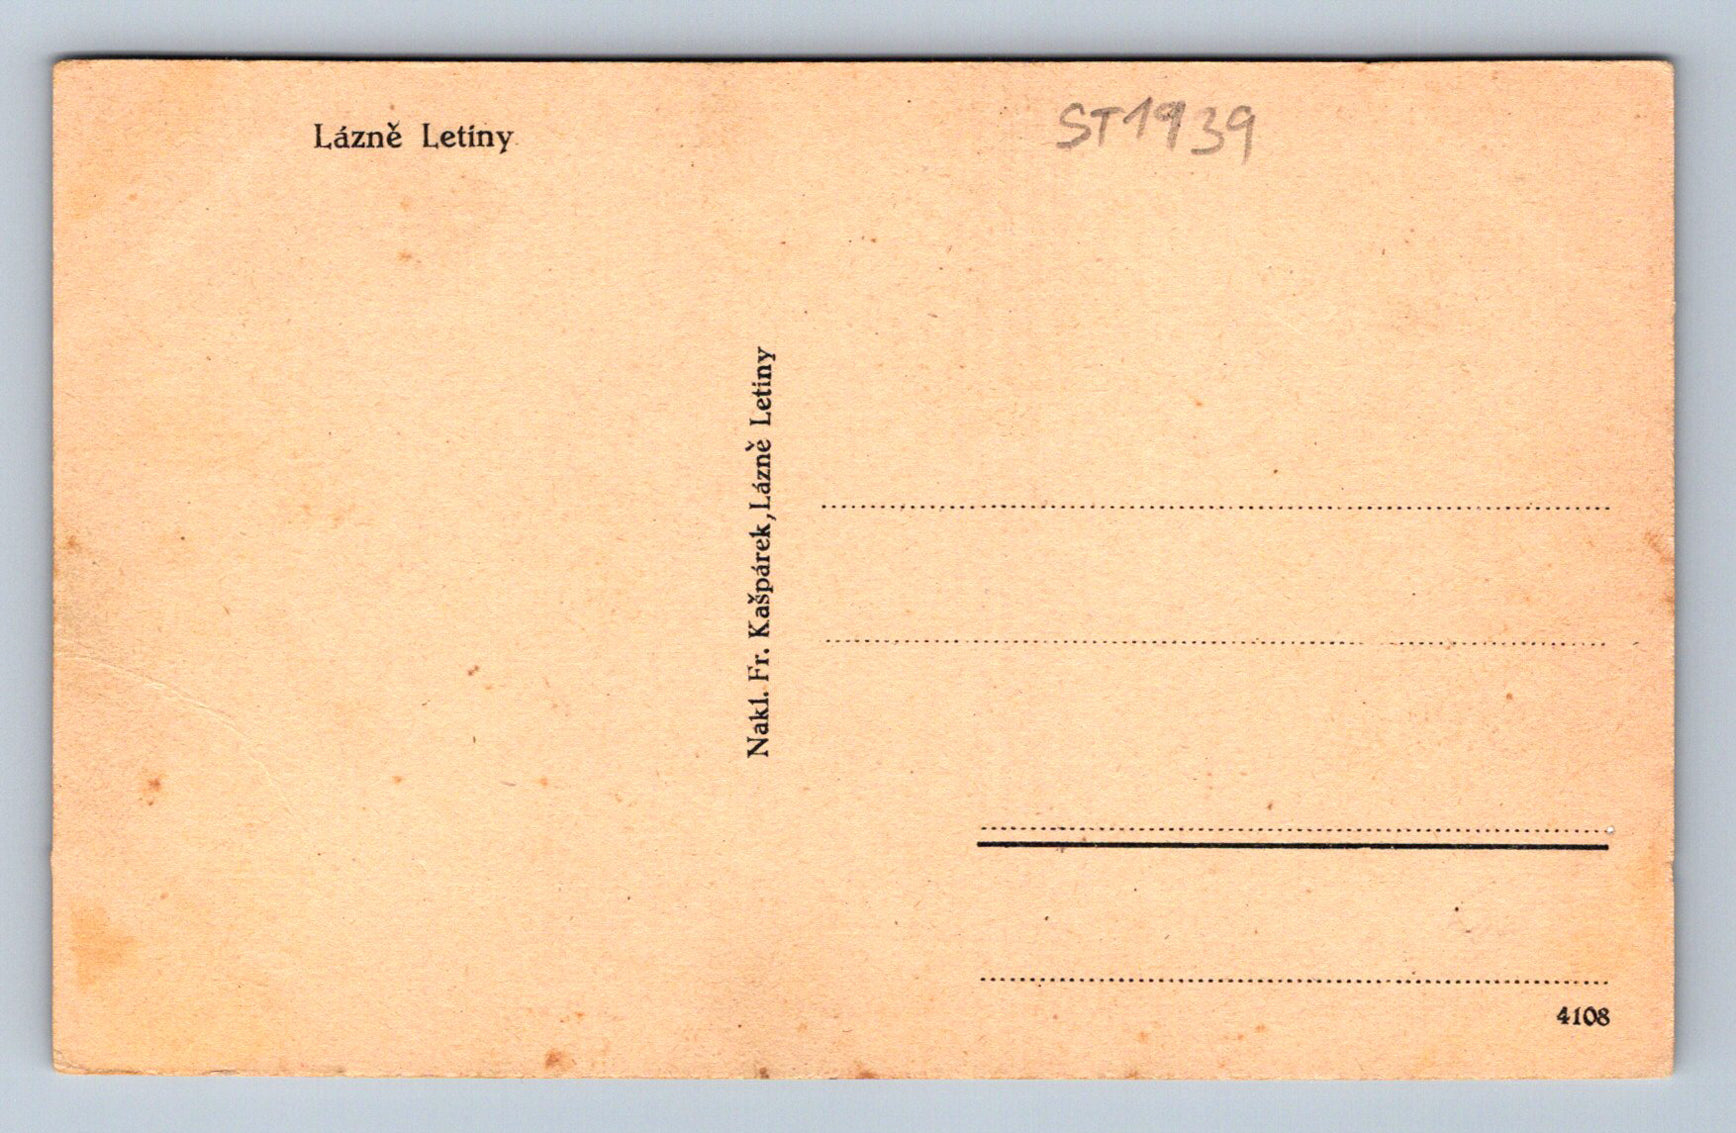 Lázně Letiny
ST1939
Nakl. Fr. Kašpárek, Lázně Letiny
4108